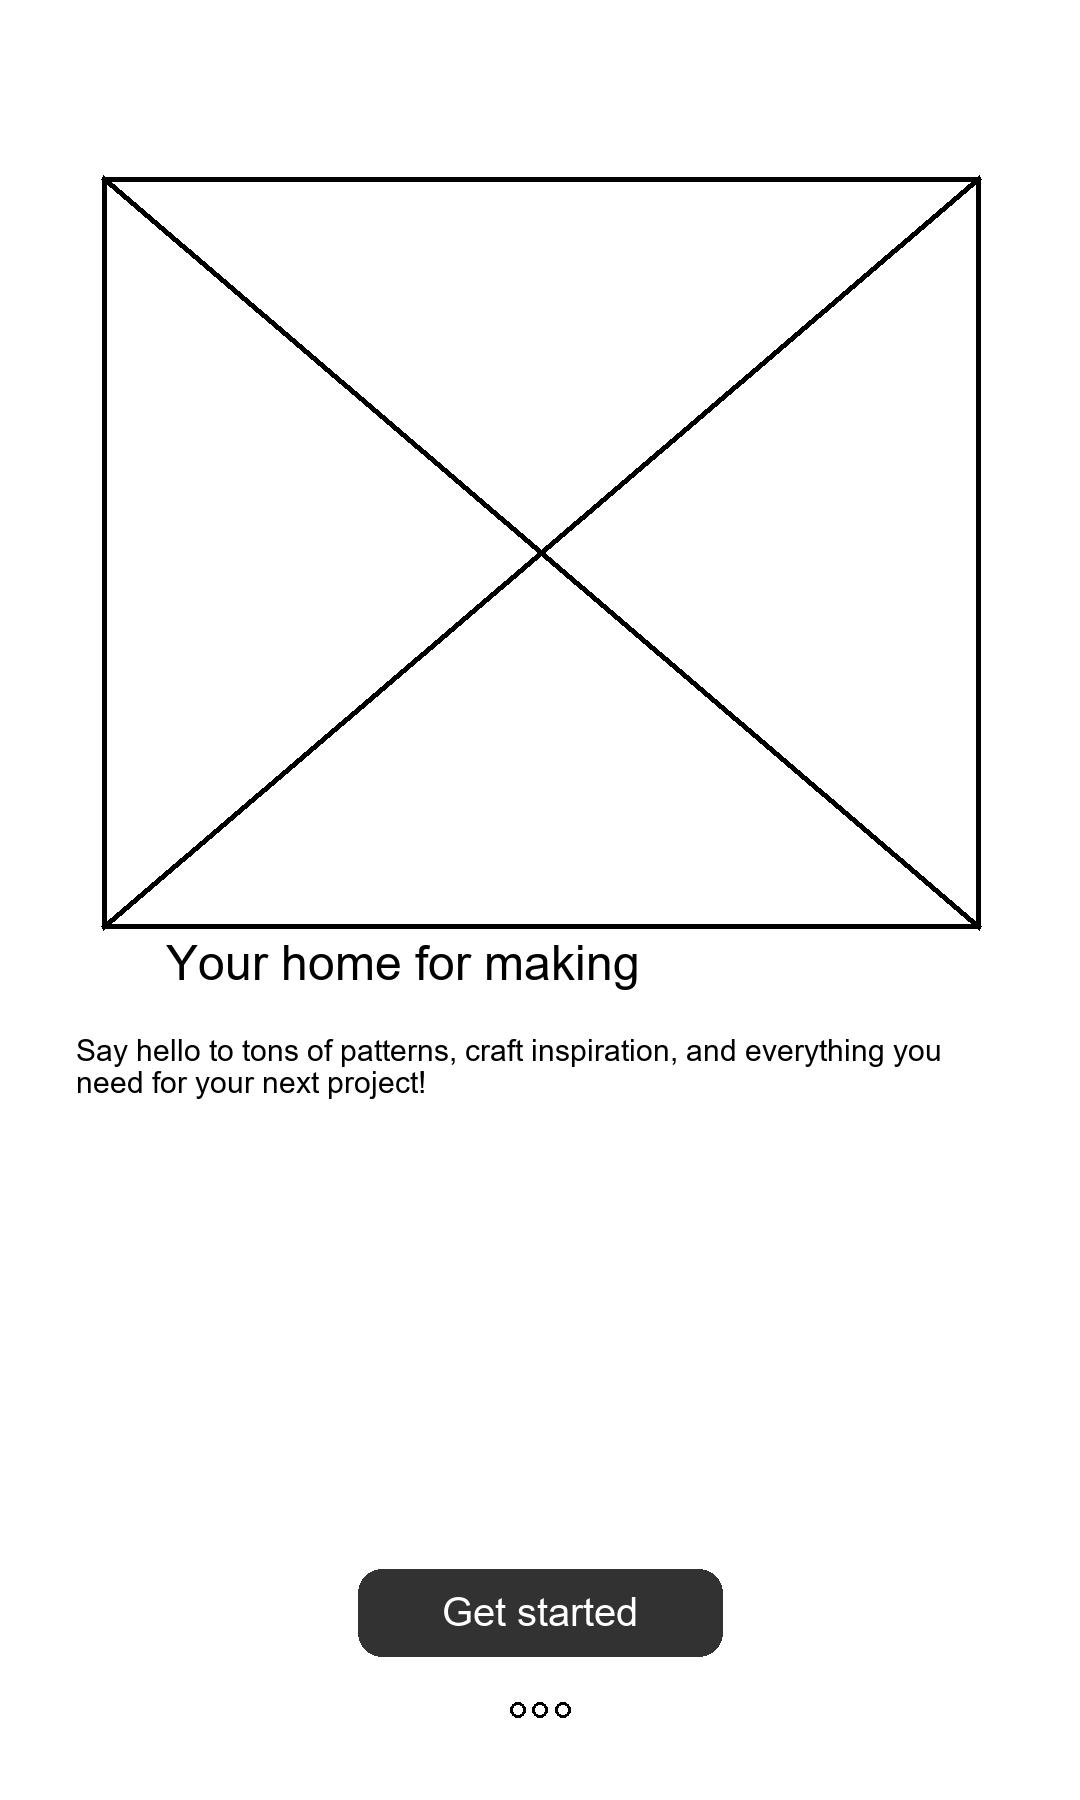 Your home for making
Say hello to tons of patterns, craft inspiration, and everything you
need for your next project!
Get started